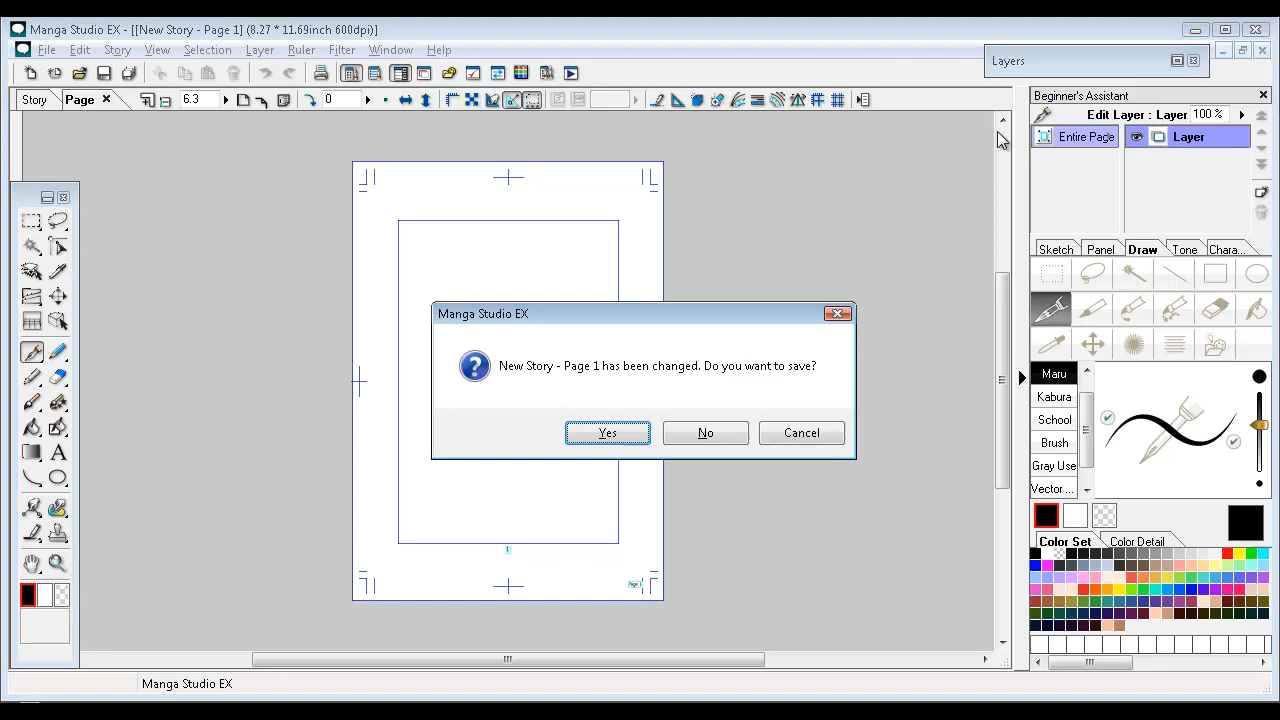 Manga Studio EX - [[New Story - Page 1] (8.27 * 11.69inch 600dpi)]
File Edit Story View Selection Layer Ruler Filter Window Help
Layers
Story Page 6.3 0
Beginner's Assistant
Edit Layer : Layer 100 %
Entire Page Layer
Sketch Panel Draw Tone Chara...
Manga Studio EX
New Story - Page 1 has been changed. Do you want to save?
Yes No Cancel
Maru
Kabura
School
Brush
Gray Use
Vector ...
Color Set Color Detail
1
Page 1
Manga Studio EX